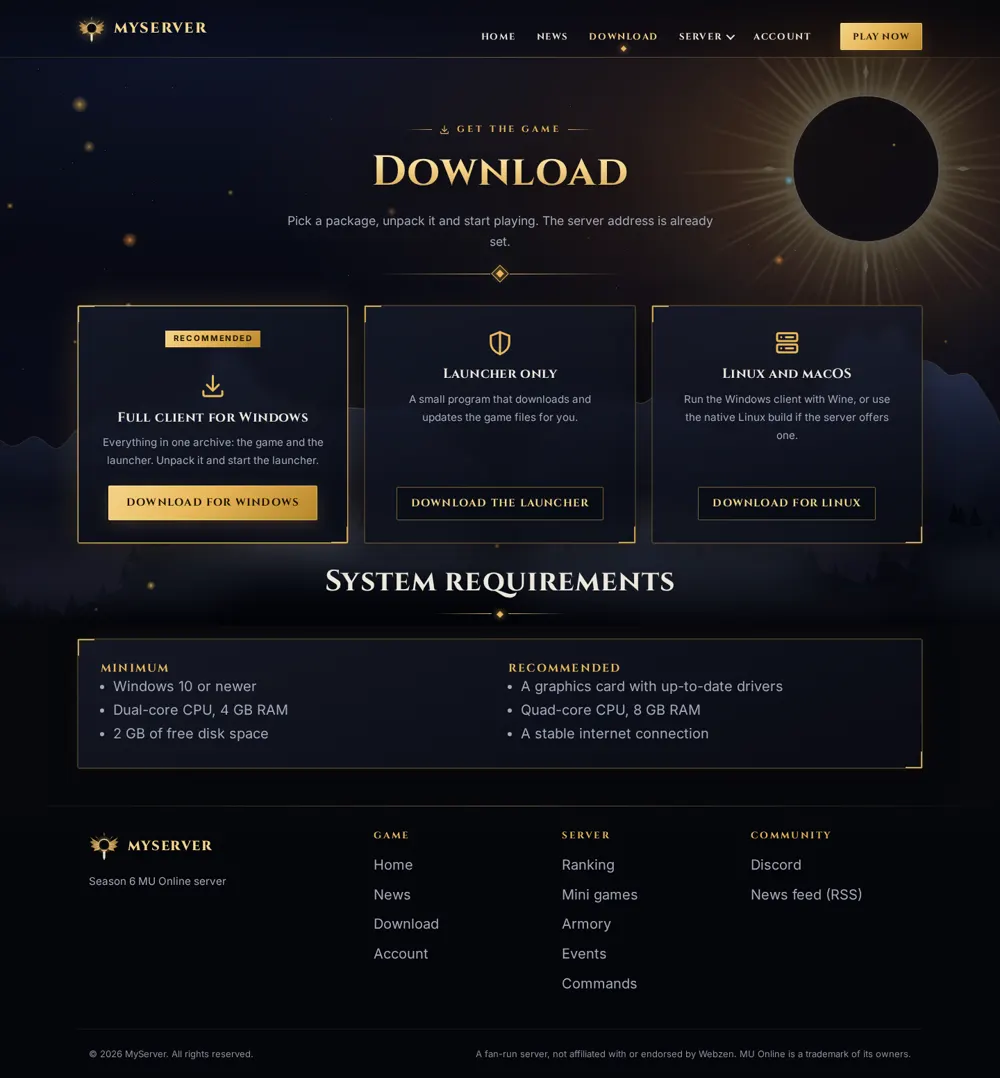 MYSERVER
HOME NEWS DOWNLOAD SERVER ACCOUNT PLAY NOW
GET THE GAME
DOWNLOAD
Pick a package, unpack it and start playing. The server address is already
set.
RECOMMENDED
FULL CLIENT FOR WINDOWS
Everything in one archive: the game and the
launcher. Unpack it and start the launcher.
DOWNLOAD FOR WINDOWS
LAUNCHER ONLY
A small program that downloads and
updates the game files for you.
DOWNLOAD THE LAUNCHER
LINUX AND MACOS
Run the Windows client with Wine, or use
the native Linux build if the server offers
one.
DOWNLOAD FOR LINUX
SYSTEM REQUIREMENTS
MINIMUM
• Windows 10 or newer
• Dual-core CPU, 4 GB RAM
• 2 GB of free disk space
RECOMMENDED
• A graphics card with up-to-date drivers
• Quad-core CPU, 8 GB RAM
• A stable internet connection
MYSERVER
Season 6 MU Online server
GAME
Home
News
Download
Account
SERVER
Ranking
Mini games
Armory
Events
Commands
COMMUNITY
Discord
News feed (RSS)
© 2026 MyServer. All rights reserved.
A fan-run server, not affiliated with or endorsed by Webzen. MU Online is a trademark of its owners.